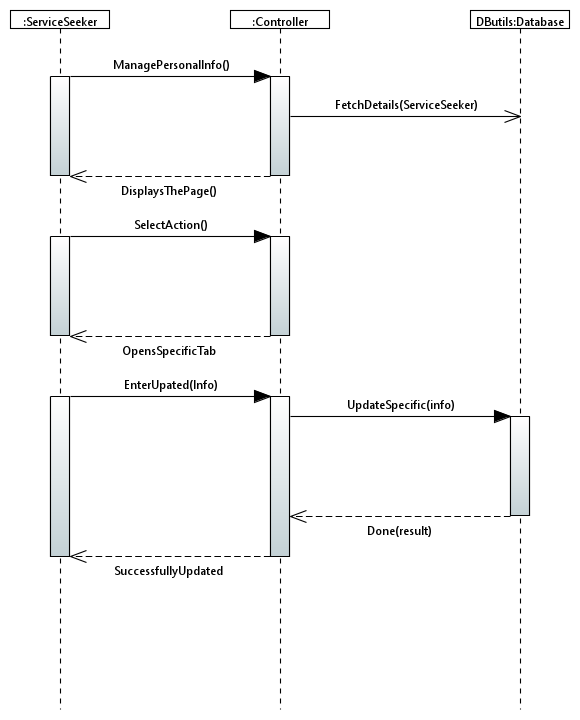 :ServiceSeeker
:Controller
DButils:Database
ManagePersonalInfo()
FetchDetails(ServiceSeeker)
DisplaysThePage()
SelectAction()
OpensSpecificTab
EnterUpated(Info)
UpdateSpecific(info)
Done(result)
SuccessfullyUpdated